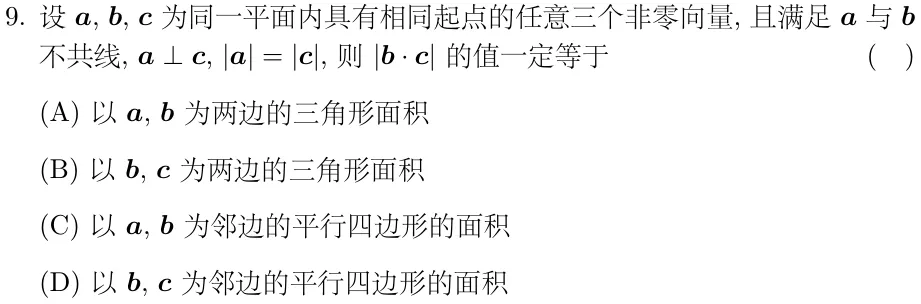 9. 设 a, b, c 为同一平面内具有相同起点的任意三个非零向量, 且满足 a 与 b
不共线, a ⊥ c, |a| = |c|, 则 |b · c| 的值一定等于 ( )
(A) 以 a, b 为两边的三角形面积
(B) 以 b, c 为两边的三角形面积
(C) 以 a, b 为邻边的平行四边形的面积
(D) 以 b, c 为邻边的平行四边形的面积